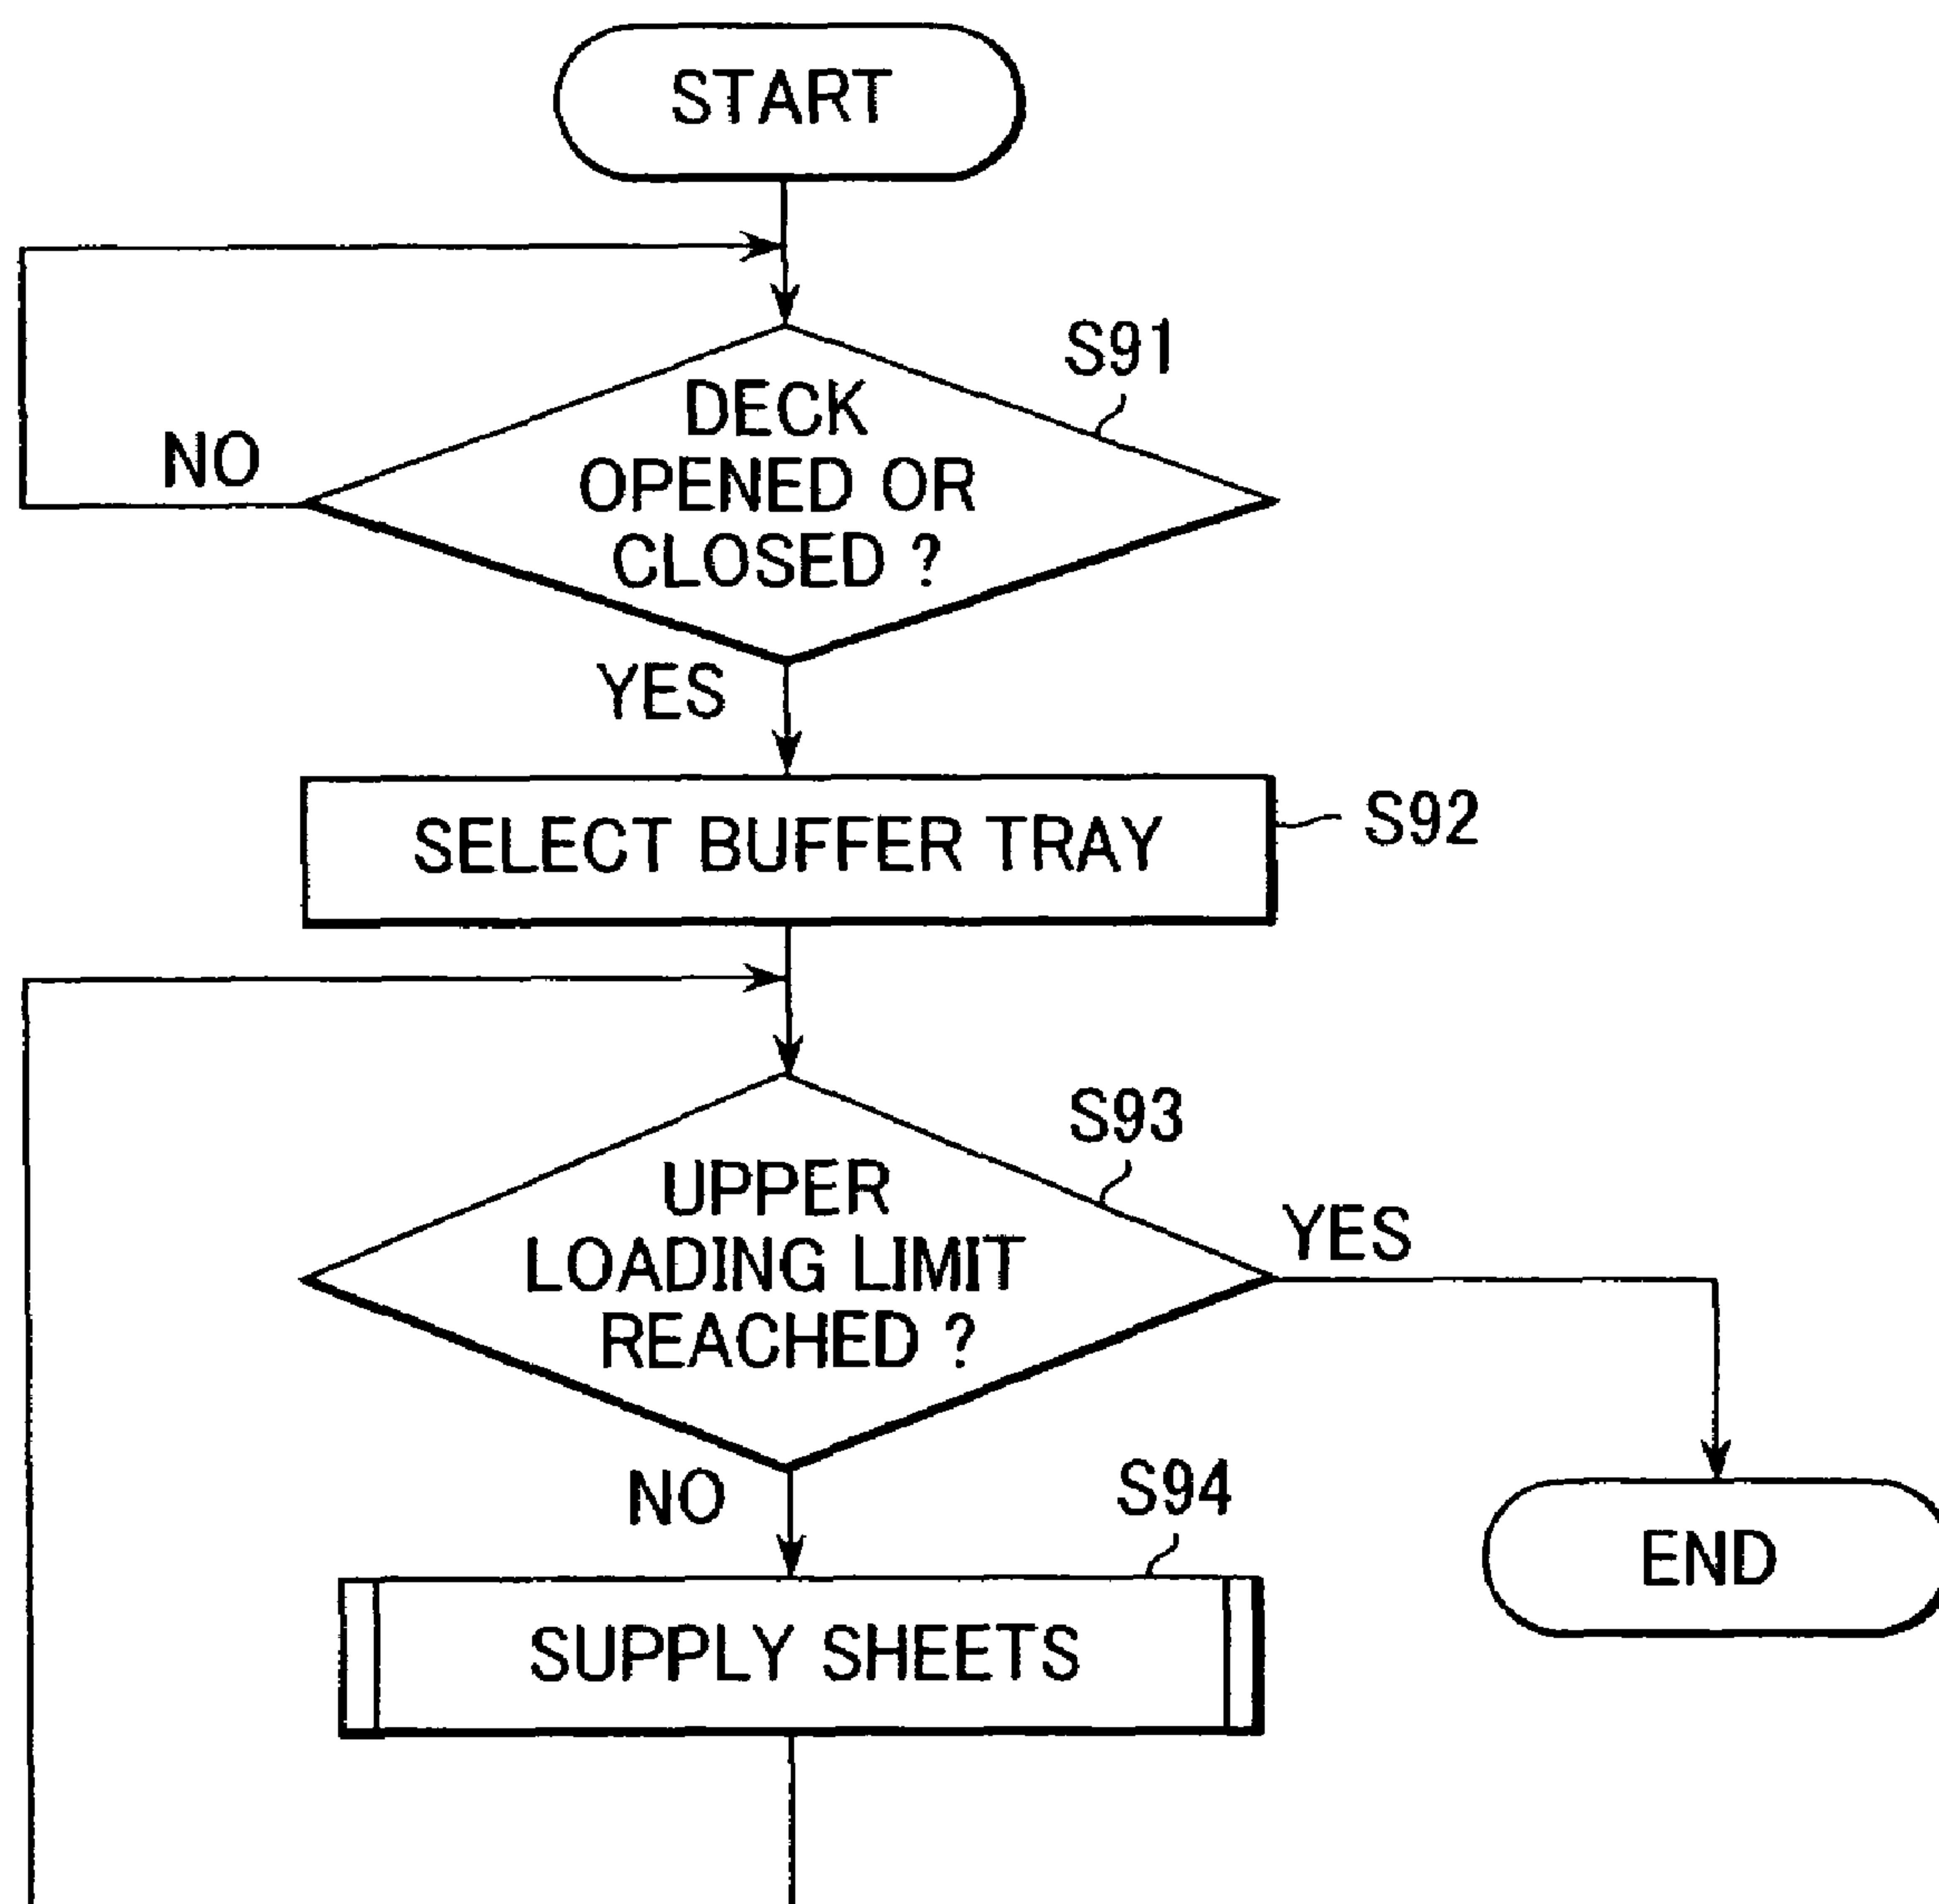 START
S91
DECK
OPENED OR
CLOSED ?
NO
YES
SELECT BUFFER TRAY
S92
S93
UPPER
LOADING LIMIT
REACHED ?
YES
NO
S94
SUPPLY SHEETS
END